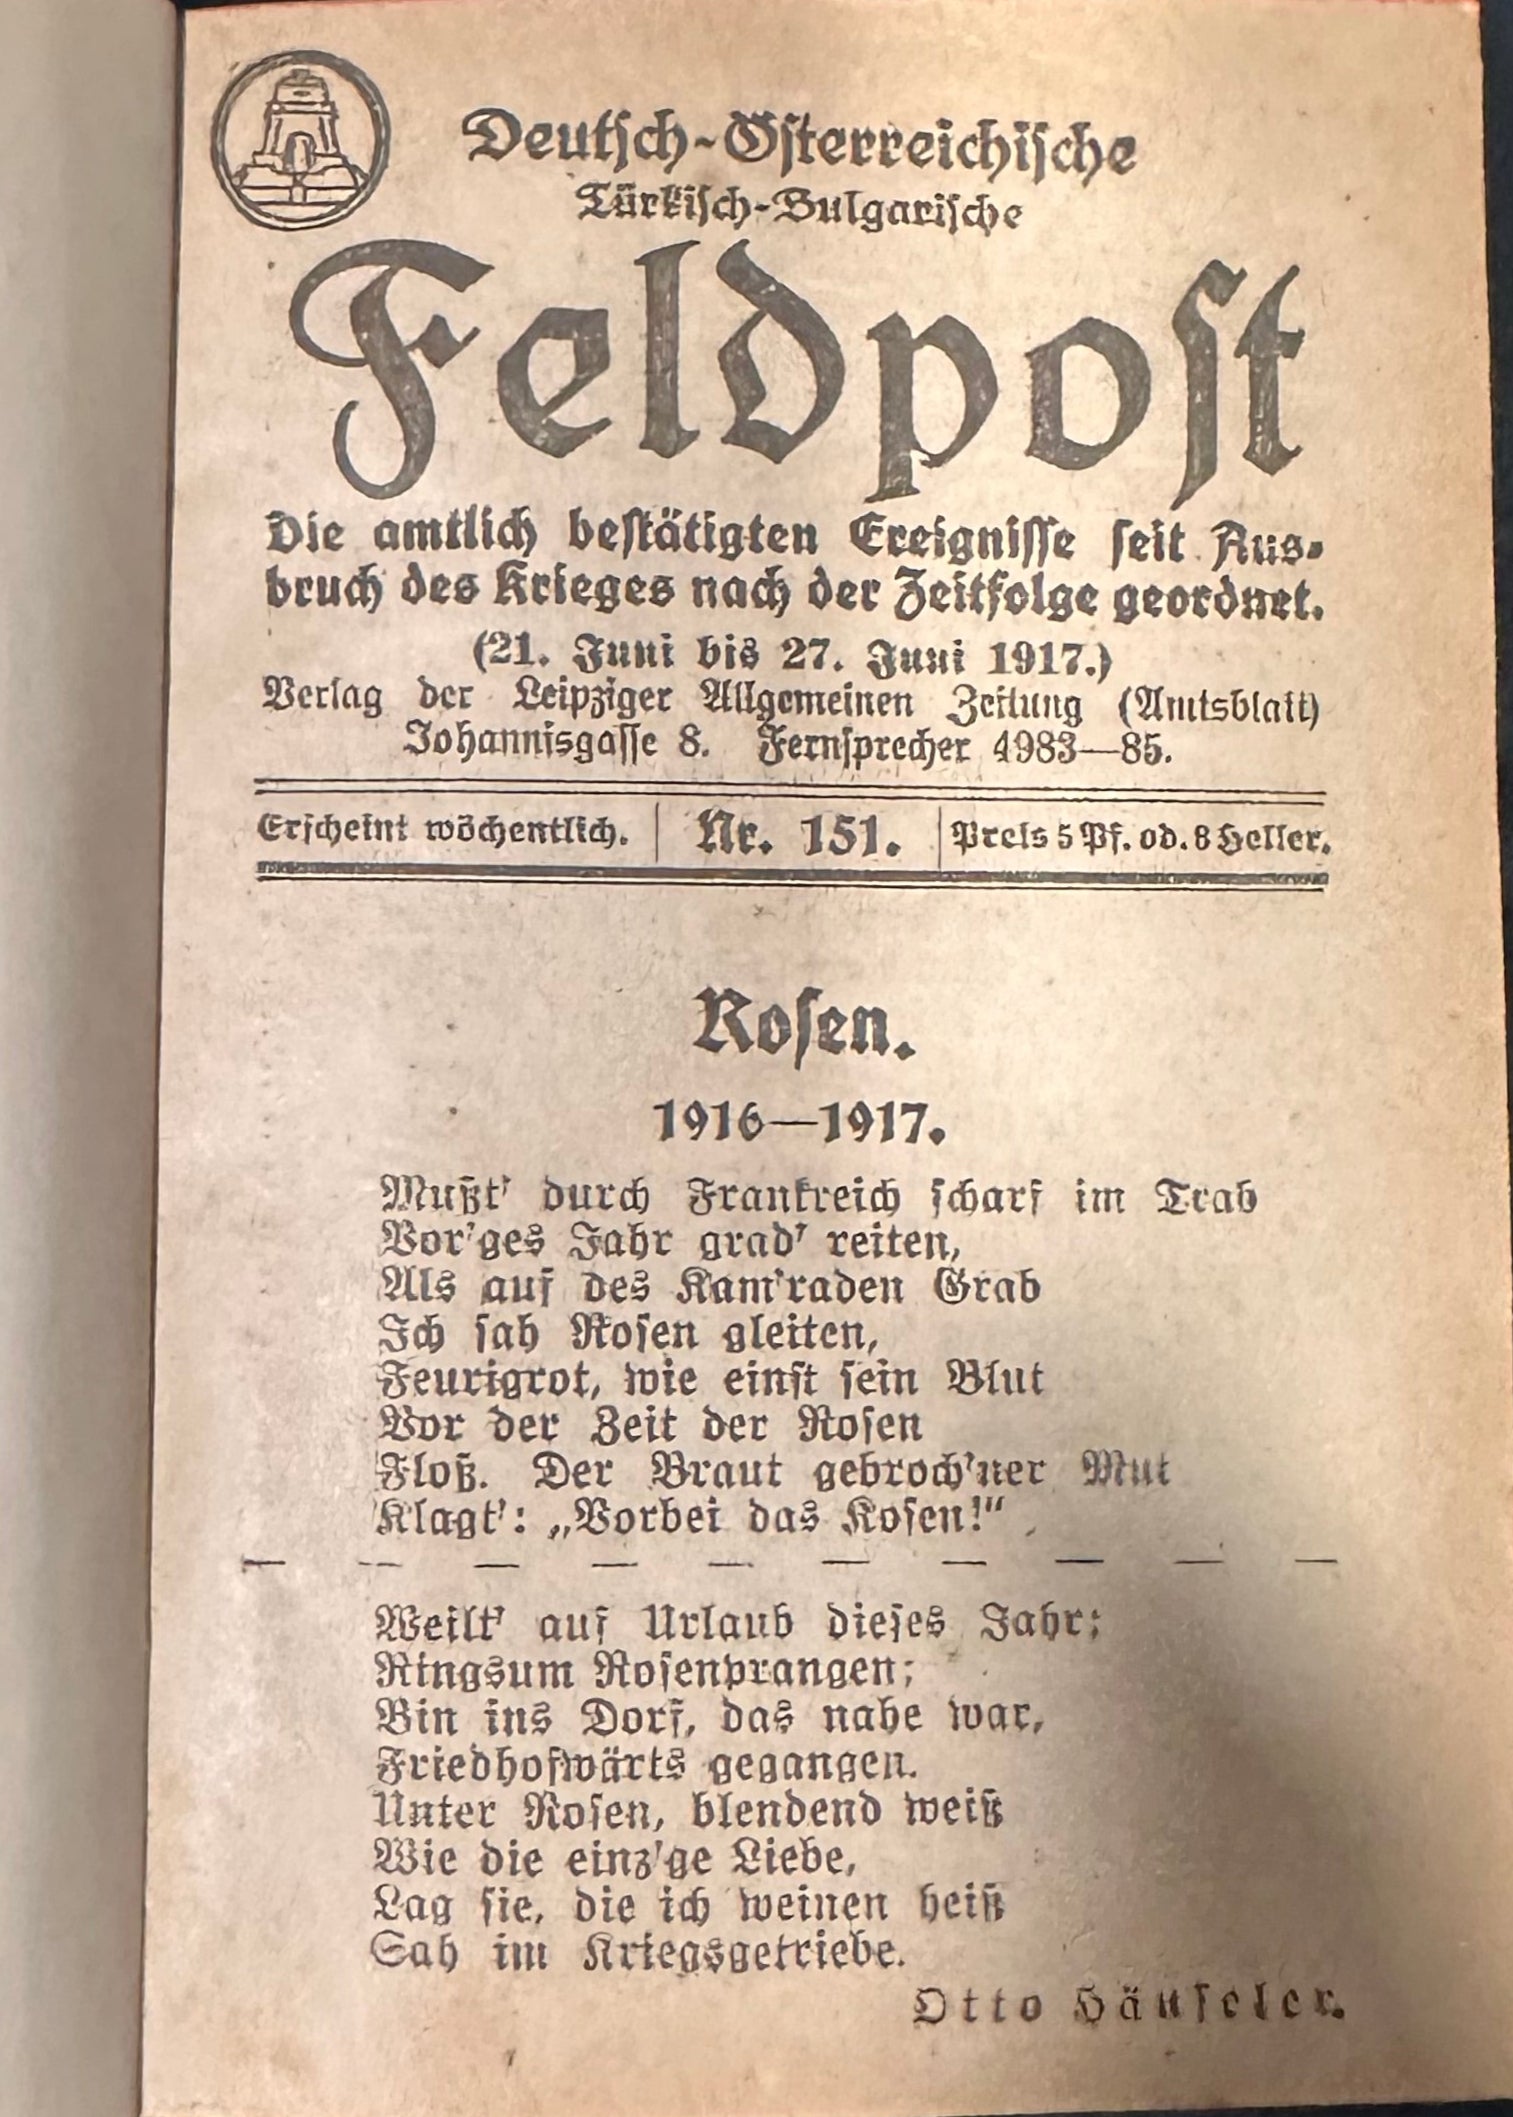 Deutsch-Österreichische
Türkisch-Bulgarische
Feldpost
Die amtlich bestätigten Ereignisse seit Aus-
bruch des Krieges nach der Zeitfolge geordnet.
(21. Juni bis 27. Juni 1917.)
Verlag der Leipziger Allgemeinen Zeitung (Amtsblatt)
Johannisgasse 8. Fernsprecher 4983—85.
Erscheint wöchentlich. Nr. 151. Preis 5 Pf. od. 8 Heller.
Rosen.
1916—1917.
Mußt' durch Frankreich scharf im Trab
Vor'ges Jahr grad' reiten,
Als auf des Kam'raden Grab
Ich sah Rosen gleiten,
Feurigrot, wie einst sein Blut
Vor der Zeit der Rosen
Floß. Der Braut gebroch'ner Mut
Klagt': „Vorbei das Kosen!“
Weilt' auf Urlaub dieses Jahr;
Ringsum Rosenprangen;
Bin ins Dorf, das nahe war,
Friedhofwärts gegangen.
Unter Rosen, blendend weiß
Wie die einz'ge Liebe,
Lag sie, die ich weinen heiß
Sah im Kriegsgetriebe.
Otto Häuseler.